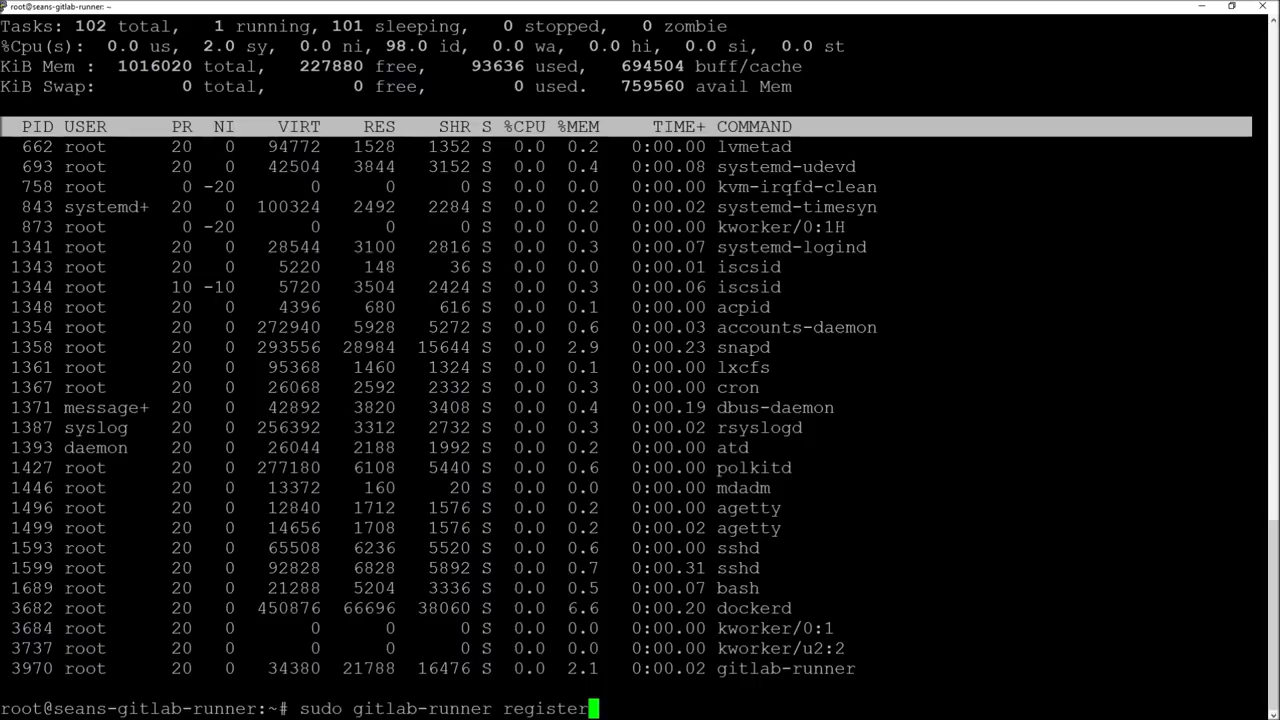 root@seans-gitlab-runner: ~
Tasks: 102 total, 1 running, 101 sleeping, 0 stopped, 0 zombie
%Cpu(s): 0.0 us, 2.0 sy, 0.0 ni, 98.0 id, 0.0 wa, 0.0 hi, 0.0 si, 0.0 st
KiB Mem : 1016020 total, 227880 free, 93636 used, 694504 buff/cache
KiB Swap: 0 total, 0 free, 0 used. 759560 avail Mem
PID USER PR NI VIRT RES SHR S %CPU %MEM TIME+ COMMAND
662 root 20 0 94772 1528 1352 S 0.0 0.2 0:00.00 lvmetad
693 root 20 0 42504 3844 3152 S 0.0 0.4 0:00.08 systemd-udevd
758 root 0 -20 0 0 0 S 0.0 0.0 0:00.00 kvm-irqfd-clean
843 systemd+ 20 0 100324 2492 2284 S 0.0 0.2 0:00.02 systemd-timesyn
873 root 0 -20 0 0 0 S 0.0 0.0 0:00.00 kworker/0:1H
1341 root 20 0 28544 3100 2816 S 0.0 0.3 0:00.07 systemd-logind
1343 root 20 0 5220 148 36 S 0.0 0.0 0:00.01 iscsid
1344 root 10 -10 5720 3504 2424 S 0.0 0.3 0:00.06 iscsid
1348 root 20 0 4396 680 616 S 0.0 0.1 0:00.00 acpid
1354 root 20 0 272940 5928 5272 S 0.0 0.6 0:00.03 accounts-daemon
1358 root 20 0 293556 28984 15644 S 0.0 2.9 0:00.23 snapd
1361 root 20 0 95368 1460 1324 S 0.0 0.1 0:00.00 lxcfs
1367 root 20 0 26068 2592 2332 S 0.0 0.3 0:00.00 cron
1371 message+ 20 0 42892 3820 3408 S 0.0 0.4 0:00.19 dbus-daemon
1387 syslog 20 0 256392 3312 2732 S 0.0 0.3 0:00.02 rsyslogd
1393 daemon 20 0 26044 2188 1992 S 0.0 0.2 0:00.00 atd
1427 root 20 0 277180 6108 5440 S 0.0 0.6 0:00.00 polkitd
1446 root 20 0 13372 160 20 S 0.0 0.0 0:00.00 mdadm
1496 root 20 0 12840 1712 1576 S 0.0 0.2 0:00.00 agetty
1499 root 20 0 14656 1708 1576 S 0.0 0.2 0:00.02 agetty
1593 root 20 0 65508 6236 5520 S 0.0 0.6 0:00.00 sshd
1599 root 20 0 92828 6828 5892 S 0.0 0.7 0:00.31 sshd
1689 root 20 0 21288 5204 3336 S 0.0 0.5 0:00.07 bash
3682 root 20 0 450876 66696 38060 S 0.0 6.6 0:00.20 dockerd
3684 root 20 0 0 0 0 S 0.0 0.0 0:00.00 kworker/0:1
3737 root 20 0 0 0 0 S 0.0 0.0 0:00.00 kworker/u2:2
3970 root 20 0 34380 21788 16476 S 0.0 2.1 0:00.02 gitlab-runner
root@seans-gitlab-runner:~# sudo gitlab-runner register